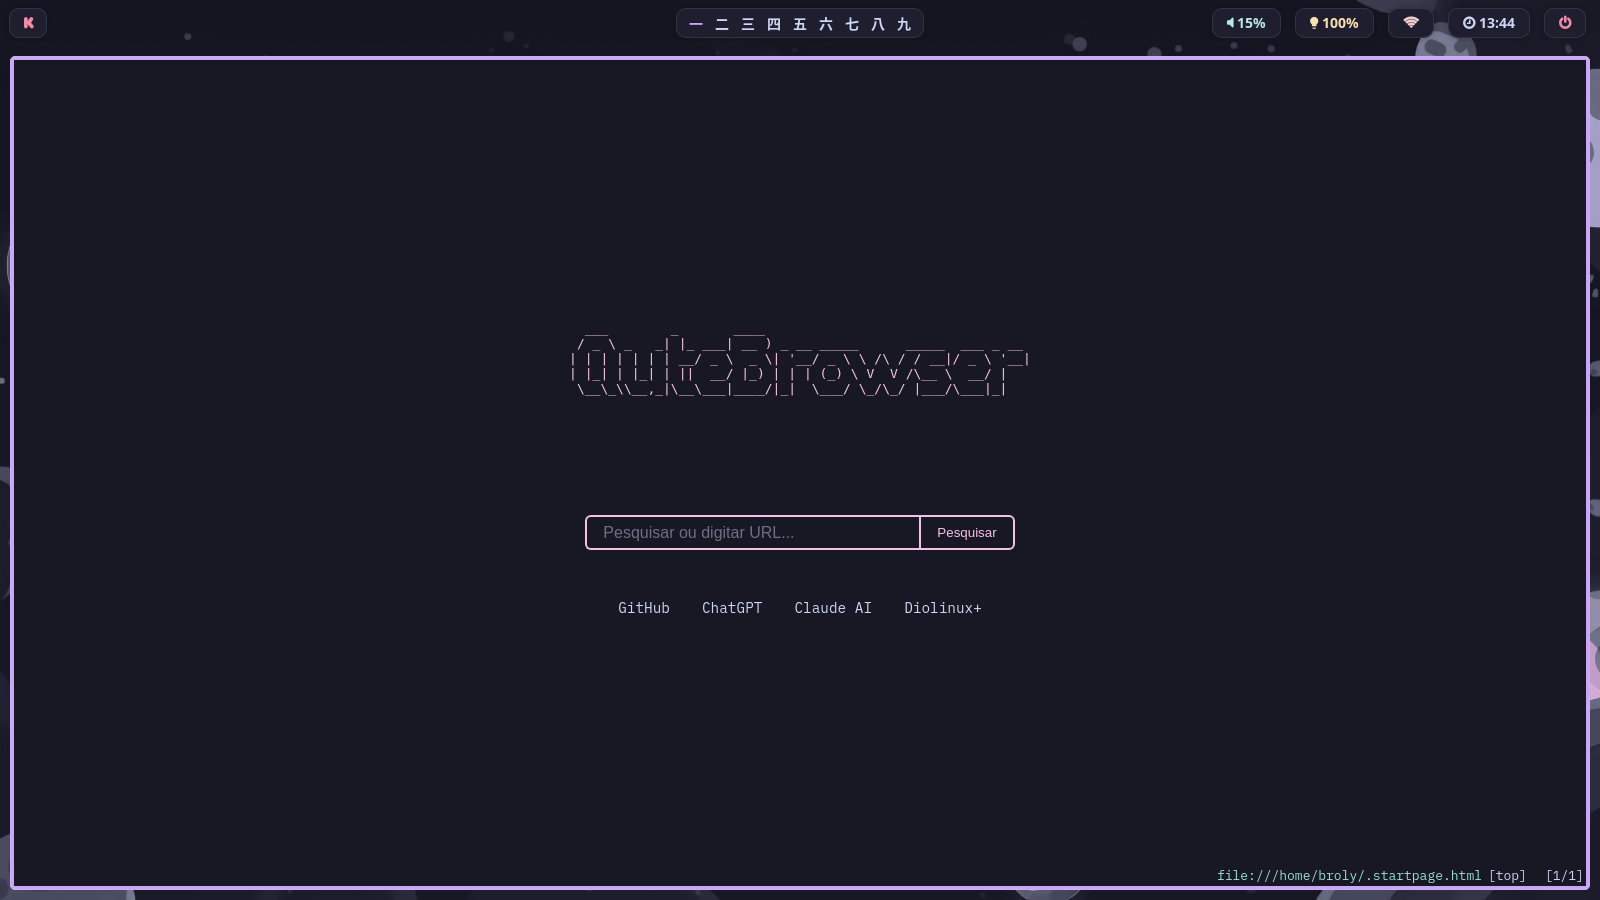 K
一 二 三 四 五 六 七 八 九
15%
100%
13:44
QuteBrowser
Pesquisar ou digitar URL...
Pesquisar
GitHub ChatGPT Claude AI Diolinux+
file:///home/broly/.startpage.html [top] [1/1]